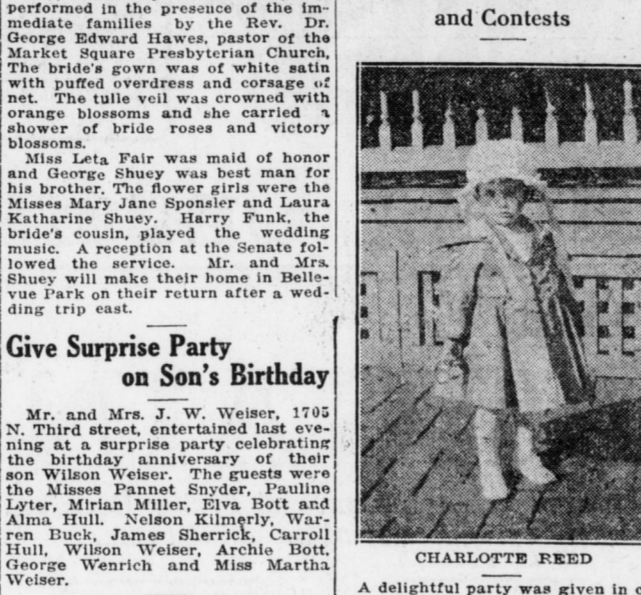 performed in the presence of the im-
mediate families by the Rev. Dr.
George Edward Hawes, pastor of the
Market Square Presbyterian Church,
The bride's gown was of white satin
with puffed overdress and corsage of
net. The tulle veil was crowned with
orange blossoms and she carried a
shower of bride roses and victory
blossoms.
Miss Leta Fair was maid of honor
and George Shuey was best man for
his brother. The flower girls were the
Misses Mary Jane Sponsler and Laura
Katharine Shuey. Harry Funk, the
bride's cousin, played the wedding
music. A reception at the Senate fol-
lowed the service. Mr. and Mrs.
Shuey will make their home in Belle-
vue Park on their return after a wed-
ding trip east.
Give Surprise Party
on Son's Birthday
Mr. and Mrs. J. W. Weiser, 1705
N. Third street, entertained last eve-
ning at a surprise party celebrating
the birthday anniversary of their
son Wilson Weiser. The guests were
the Misses Pannet Snyder, Pauline
Lyter, Mirian Miller, Elva Bott and
Alma Hull. Nelson Kilmerly, War-
ren Buck, James Sherrick, Carroll
Hull, Wilson Weiser, Archie Bott,
George Wenrich and Miss Martha
Weiser.
and Contests
CHARLOTTE REED
A delightful party was given in